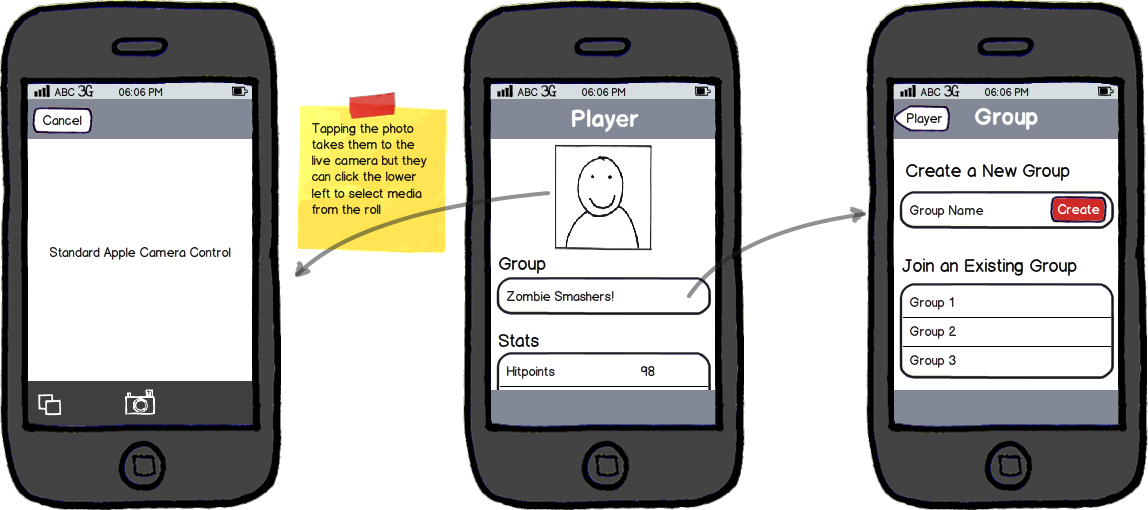 ABC 3G 06:06 PM
Cancel
Standard Apple Camera Control
Tapping the photo
takes them to the
live camera but they
can click the lower
left to select media
from the roll
ABC 3G 06:06 PM
Player
Group
Zombie Smashers!
Stats
Hitpoints 98
ABC 3G 06:06 PM
Player Group
Create a New Group
Group Name Create
Join an Existing Group
Group 1
Group 2
Group 3